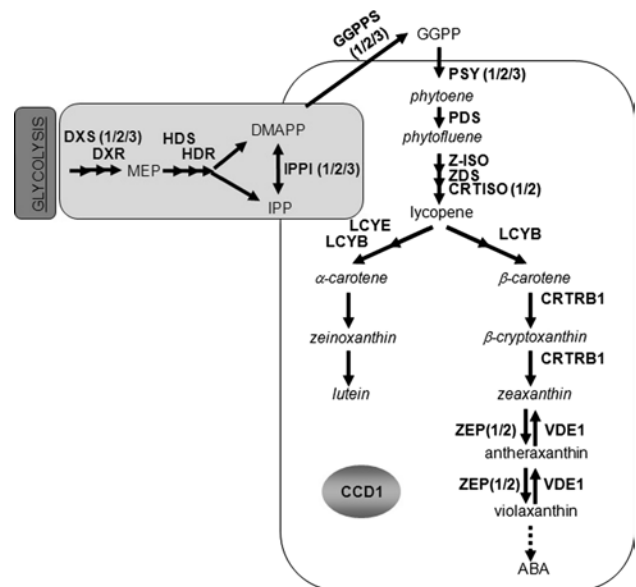 GGPPS
(1/2/3)
GGPP
PSY (1/2/3)
phytoene
PDS
phytofluene
Z-ISO
ZDS
CRTISO (1/2)
lycopene
GLYCOLYSIS
DXS (1/2/3)
DXR
MEP
HDS
HDR
DMAPP
IPPI (1/2/3)
IPP
LCYE
LCYB
LCYB
α-carotene
β-carotene
CRTRB1
zeinoxanthin
β-cryptoxanthin
CRTRB1
lutein
zeaxanthin
ZEP(1/2)
VDE1
antheraxanthin
CCD1
ZEP(1/2)
VDE1
violaxanthin
ABA